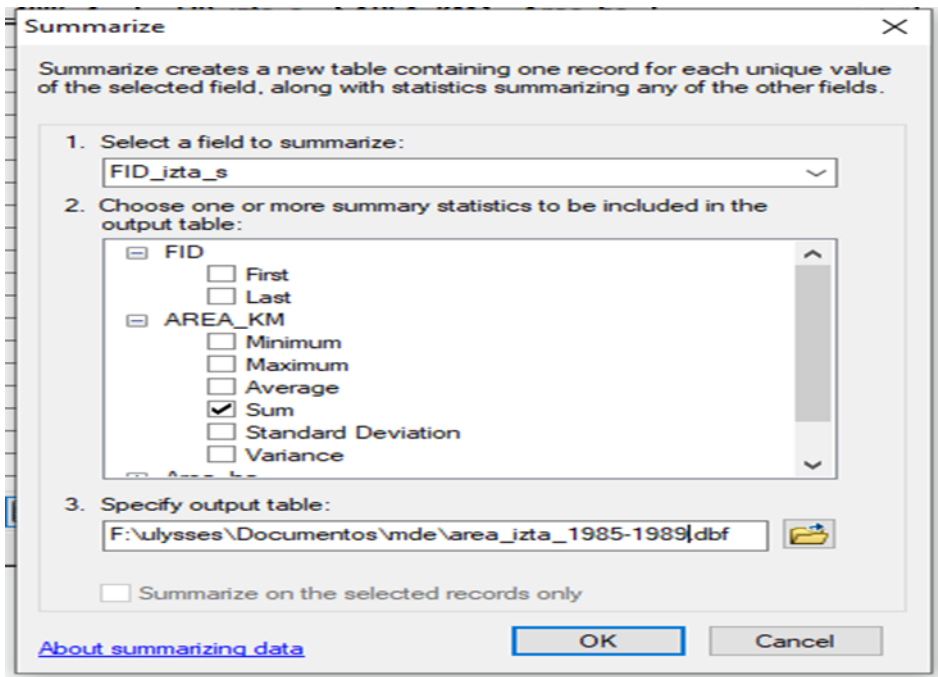 Summarize
Summarize creates a new table containing one record for each unique value
of the selected field, along with statistics summarizing any of the other fields.
1. Select a field to summarize:
FID_izta_s
2. Choose one or more summary statistics to be included in the
output table:
FID
First
Last
AREA_KM
Minimum
Maximum
Average
Sum
Standard Deviation
Variance
3. Specify output table:
F:\ulysses\Documentos\mde\area_izta_1985-1989.dbf
Summarize on the selected records only
About summarizing data
OK
Cancel